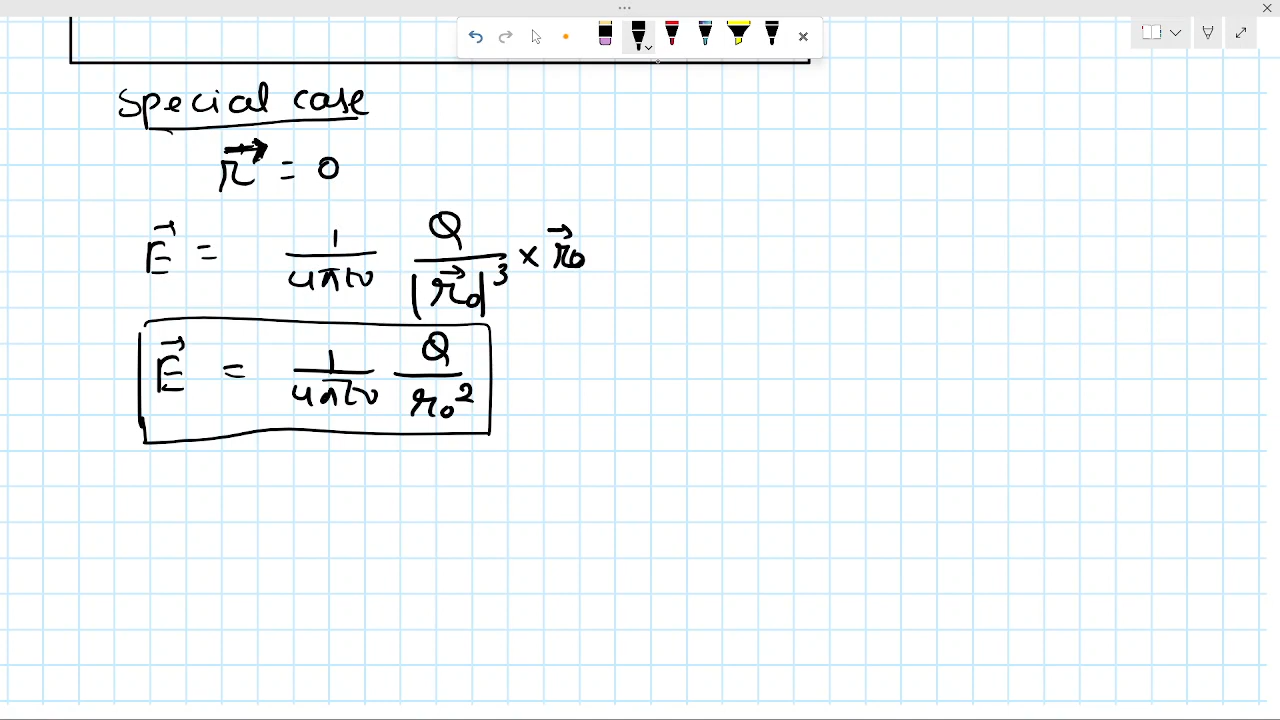 Special case
r⃗ = 0
E⃗ = 1/4πϵ0 Q/|r⃗0|³ × r⃗0
E⃗ = 1/4πϵ0 Q/r0²